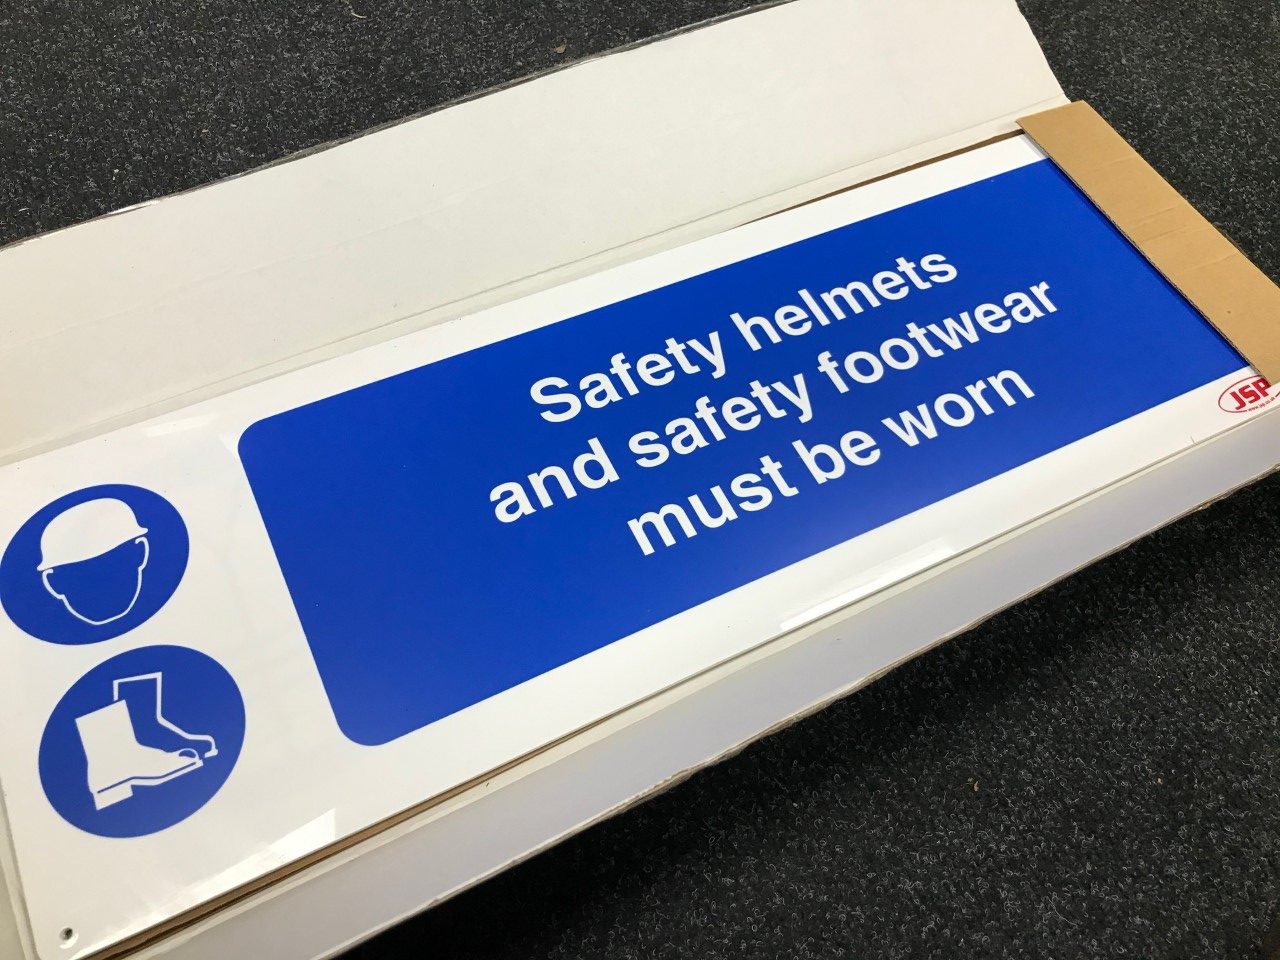 Safety helmets
and safety footwear
must be worn
JSP